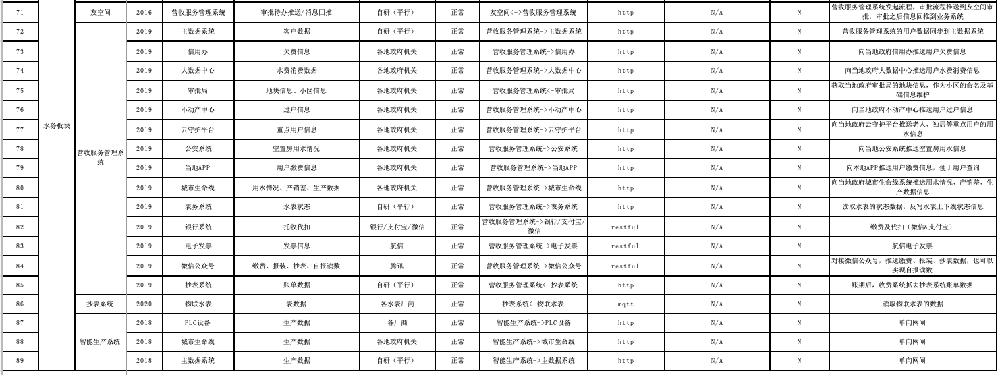 71 友空间 2016 营收服务管理系统 审批待办推送/消息回推 自研（平行） 正常 友空间<->营收服务管理系统 http N/A N 营收服务管理系统发起流程，审批流程推送到友空间审
批，审批之后信息回推到业务系统
72 2019 主数据系统 客户数据 自研（平行） 正常 营收服务管理系统->主数据系统 http N/A N 营收服务管理系统的用户数据同步到主数据系统
73 2019 信用办 欠费信息 各地政府机关 正常 营收服务管理系统->信用办 http N/A N 向当地政府信用办推送用户欠费信息
74 2019 大数据中心 水费消费数据 各地政府机关 正常 营收服务管理系统->大数据中心 http N/A N 向当地政府大数据中心推送用户水费消费信息
75 2019 审批局 地块信息、小区信息 各地政府机关 正常 营收服务管理系统<-审批局 http N/A N 获取当地政府审批局的地块信息，作为小区的命名及基
础信息维护
76 2019 不动产中心 过户信息 各地政府机关 正常 营收服务管理系统->不动产中心 http N/A N 向当地政府不动产中心推送用户过户信息
水务板块
77 2019 云守护平台 重点用户信息 各地政府机关 正常 营收服务管理系统->云守护平台 http N/A N 向当地政府云守护平台推送老人、独居等重点用户的用
水信息
78 2019 公安系统 空置房用水情况 各地政府机关 正常 营收服务管理系统->公安系统 http N/A N 向当地公安系统推送空置房用水信息
营收服务管理系
统
79 2019 当地APP 用户缴费信息 各地政府机关 正常 营收服务管理系统->当地APP http N/A N 向本地APP推送用户缴费信息，便于用户查询
80 2019 城市生命线 用水情况、产销差、生产数据 各地政府机关 正常 营收服务管理系统->城市生命线 http N/A N 向当地政府城市生命线系统推送用水情况、产销差、生
产数据信息
81 2019 表务系统 水表状态 自研（平行） 正常 营收服务管理系统->表务系统 http N/A N 读取水表的状态数据，反写水表上下线状态信息
82 2019 银行系统 托收代扣 银行/支付宝/微信 正常 营收服务管理系统->银行/支付宝/
微信 restful N/A N 缴费及代扣（微信&支付宝）
83 2019 电子发票 发票信息 航信 正常 营收服务管理系统->电子发票 restful N/A N 航信电子发票
84 2019 微信公众号 缴费、报装、抄表、自报读数 腾讯 正常 营收服务管理系统->微信公众号 restful N/A N 对接微信公众号，推送缴费、报装、抄表数据，也可以
实现自报读数
85 2019 抄表系统 账单数据 自研（平行） 正常 营收服务管理系统<-抄表系统 http N/A N 账期后，收费系统抓去抄表系统账单数据
86 抄表系统 2020 物联水表 表数据 各水表厂商 正常 抄表系统<-物联水表 mqtt N/A N 读取物联水表的数据
87 2018 PLC设备 生产数据 各厂商 正常 智能生产系统->PLC设备 http N/A N 单向网闸
88 智能生产系统 2018 城市生命线 生产数据 各地政府机关 正常 智能生产系统->城市生命线 http N/A N 单向网闸
89 2018 主数据系统 生产数据 自研（平行） 正常 智能生产系统->主数据系统 http N/A N 单向网闸